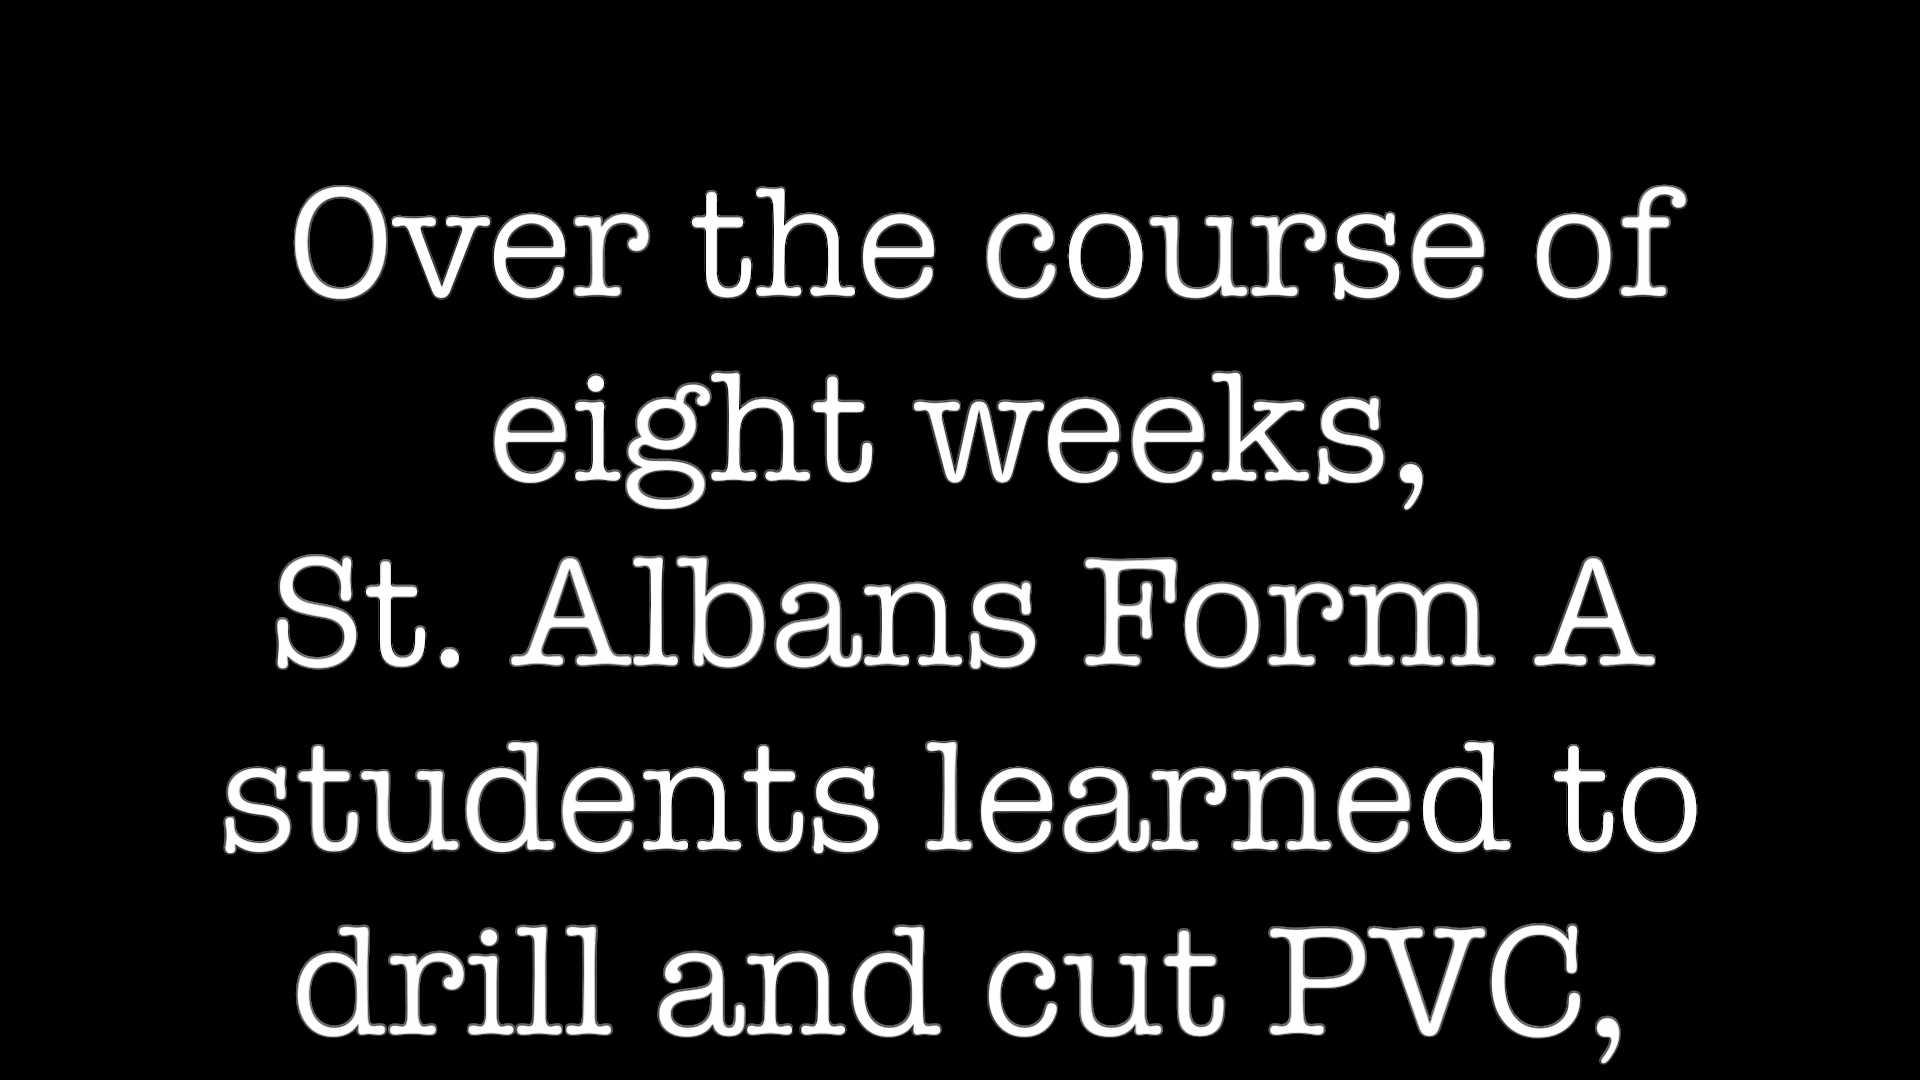 Over the course of
eight weeks,
St. Albans Form A
students learned to
drill and cut PVC,